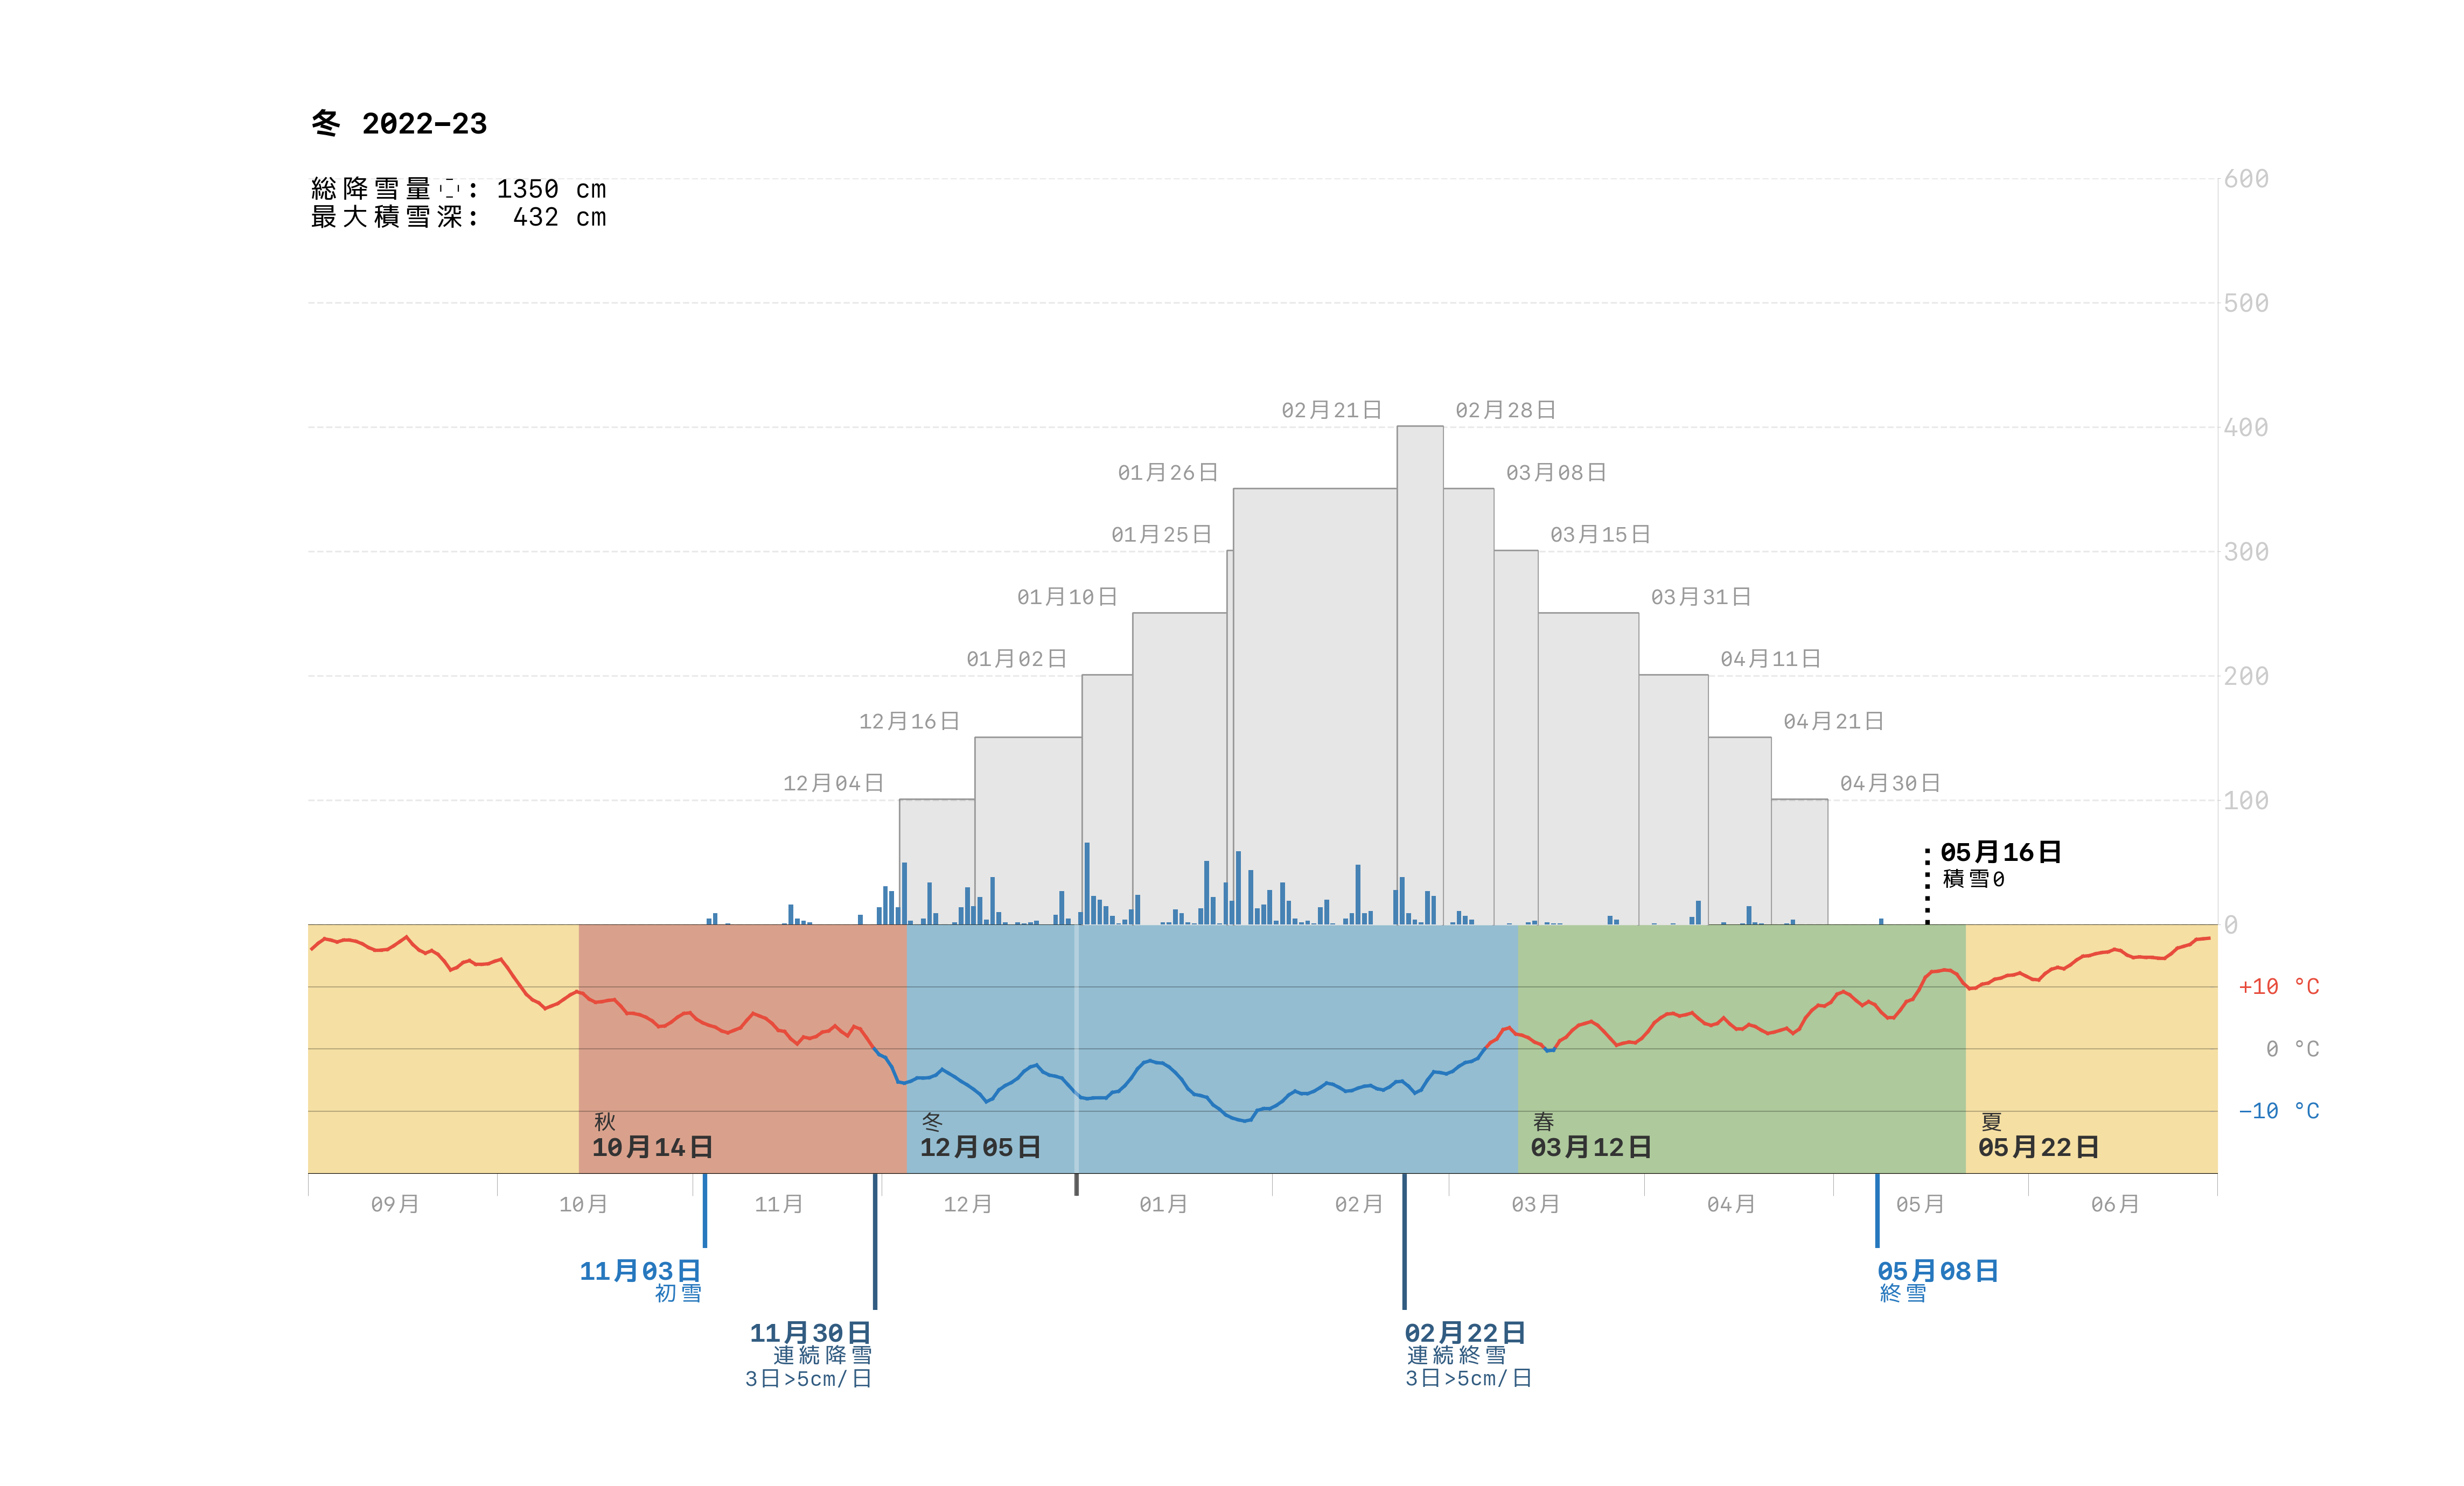 冬 2022−23
総降雪量◌: 1350 cm
最大積雪深: 432 cm
600
500
400
300
200
100
0
02月21日
02月28日
01月26日
03月08日
01月25日
03月15日
01月10日
03月31日
01月02日
04月11日
12月16日
04月21日
12月04日
04月30日
05月16日
積雪0
+10 °C
0 °C
−10 °C
秋
10月14日
冬
12月05日
春
03月12日
夏
05月22日
09月
10月
11月
12月
01月
02月
03月
04月
05月
06月
11月03日
初雪
05月08日
終雪
11月30日
連続降雪
3日>5cm/日
02月22日
連続終雪
3日>5cm/日